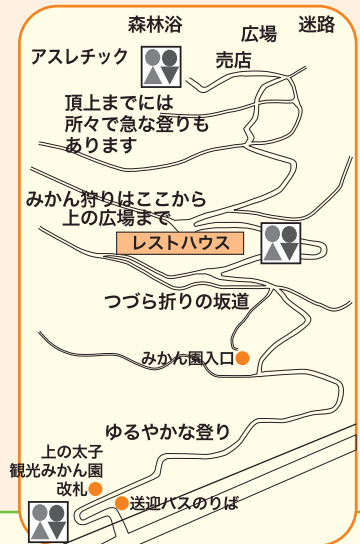 森林浴
広場
迷路
アスレチック
売店
頂上までには
所々で急な登りも
あります
みかん狩りはここから
上の広場まで
レストハウス
つづら折りの坂道
みかん園入口
ゆるやかな登り
上の太子
観光みかん園
改札
送迎バスのりば